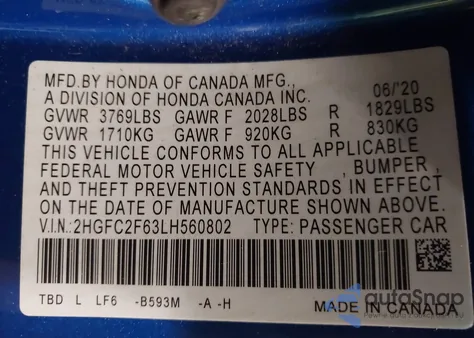 MFD.BY HONDA OF CANADA MFG.,
A DIVISION OF HONDA CANADA INC. 06/'20
GVWR 3769LBS GAWR F 2028LBS R 1829LBS
GVWR 1710KG GAWR F 920KG R 830KG
THIS VEHICLE CONFORMS TO ALL APPLICABLE
FEDERAL MOTOR VEHICLE SAFETY , BUMPER,
AND THEFT PREVENTION STANDARDS IN EFFECT
ON THE DATE OF MANUFACTURE SHOWN ABOVE.
V.I.N.:2HGFC2F63LH560802 TYPE: PASSENGER CAR
TBD L LF6 -B593M -A -H MADE IN CANADA
autoSnap